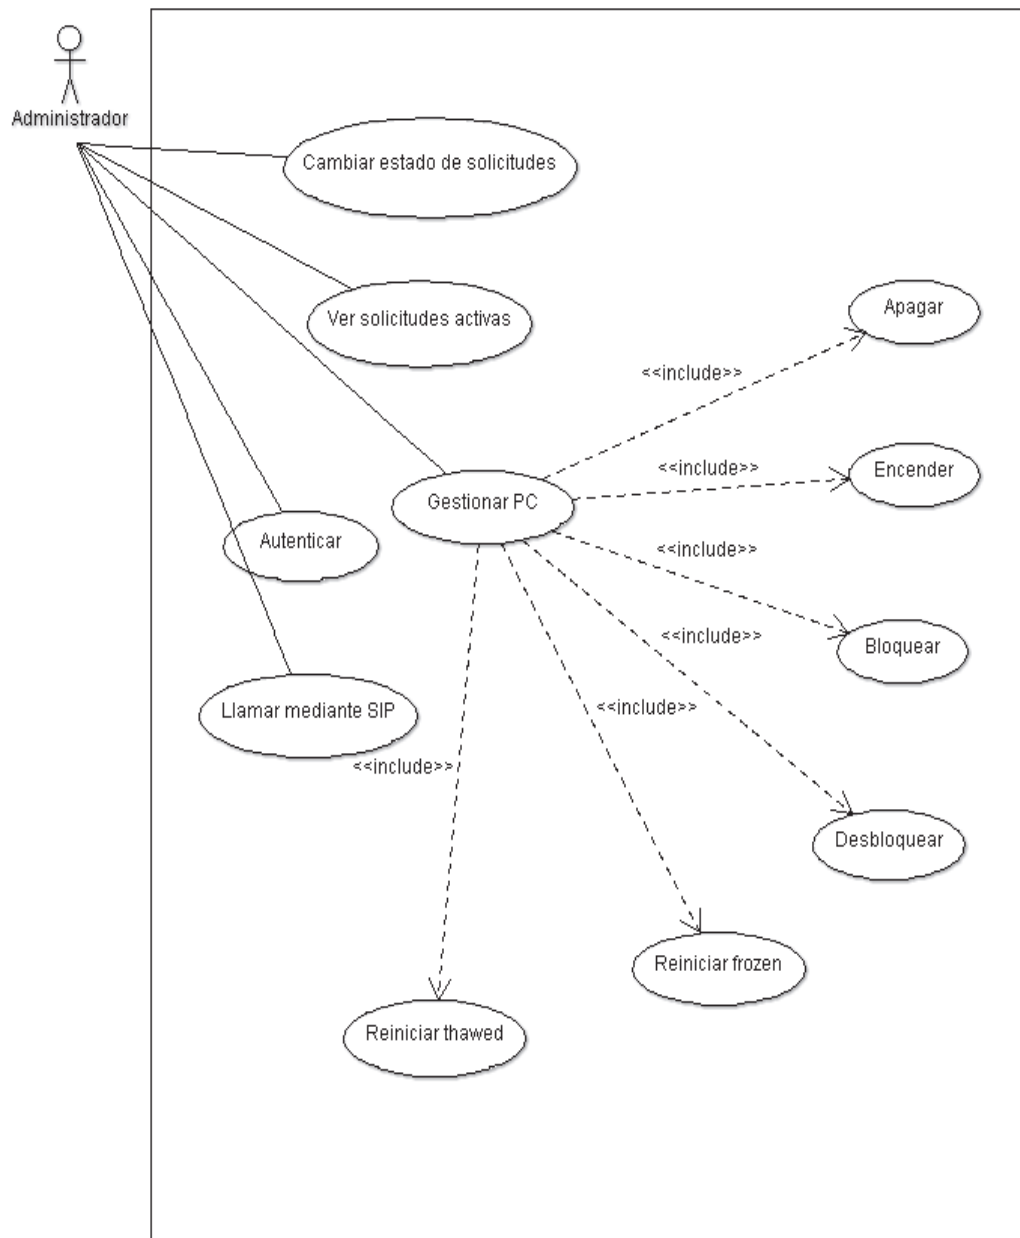 Administrador
Cambiar estado de solicitudes
Ver solicitudes activas
Apagar
<<include>>
Encender
<<include>>
Gestionar PC
Autenticar
<<include>>
Bloquear
<<include>>
Llamar mediante SIP
<<include>>
<<include>>
Desbloquear
Reiniciar frozen
Reiniciar thawed